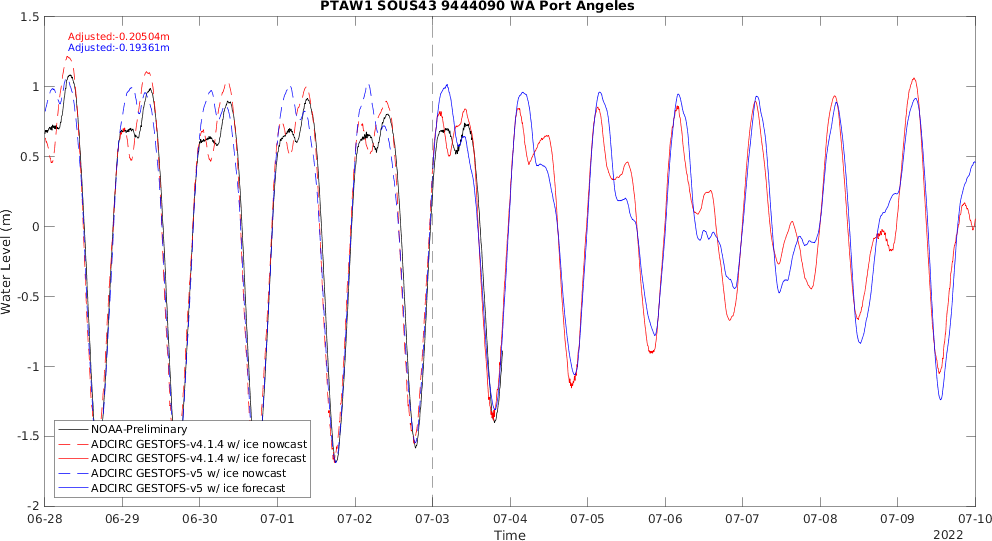 PTAW1 SOUS43 9444090 WA Port Angeles
Adjusted:-0.20504m
Adjusted:-0.19361m
1.5
1
0.5
0
-0.5
-1
-1.5
-2
Water Level (m)
NOAA-Preliminary
ADCIRC GESTOFS-v4.1.4 w/ ice nowcast
ADCIRC GESTOFS-v4.1.4 w/ ice forecast
ADCIRC GESTOFS-v5 w/ ice nowcast
ADCIRC GESTOFS-v5 w/ ice forecast
06-28 06-29 06-30 07-01 07-02 07-03 07-04 07-05 07-06 07-07 07-08 07-09 07-10
Time
2022